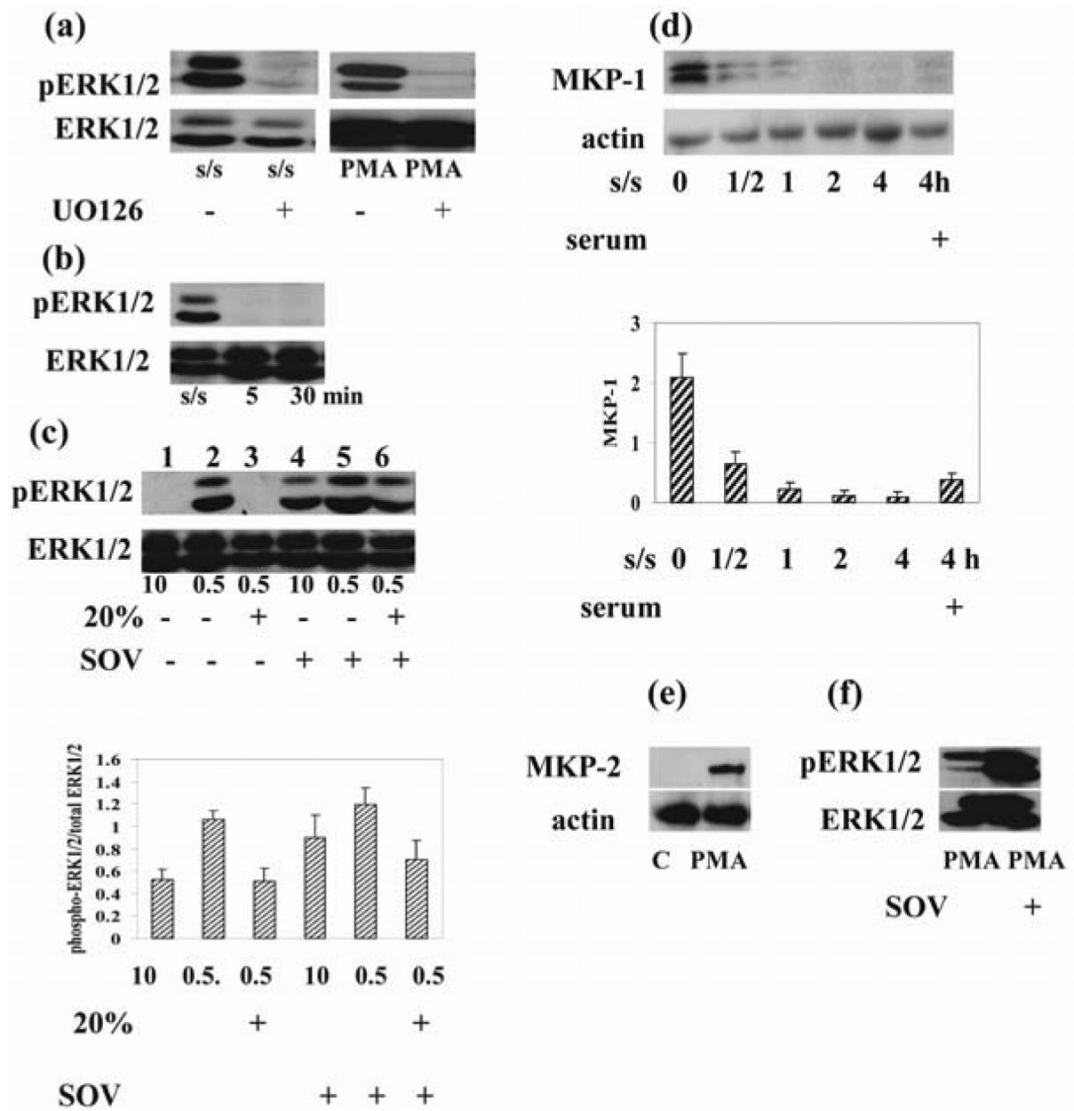 (a)
pERK1/2
ERK1/2
s/s s/s PMA PMA
UO126 - + - +
(b)
pERK1/2
ERK1/2
s/s 5 30 min
(c)
1 2 3 4 5 6
pERK1/2
ERK1/2
10 0.5 0.5 10 0.5 0.5
20% - - + - - +
SOV - - - + + +
phospho-ERK1/2/total ERK1/2
1.6
1.4
1.2
1
0.8
0.6
0.4
0.2
0
10 0.5. 0.5 10 0.5 0.5
20% + +
SOV + + +
(d)
MKP-1
actin
s/s 0 1/2 1 2 4 4h
serum +
MKP-1
3
2
1
0
s/s 0 1/2 1 2 4 4 h
serum +
(e)
MKP-2
actin
C PMA
(f)
pERK1/2
ERK1/2
PMA PMA
SOV +